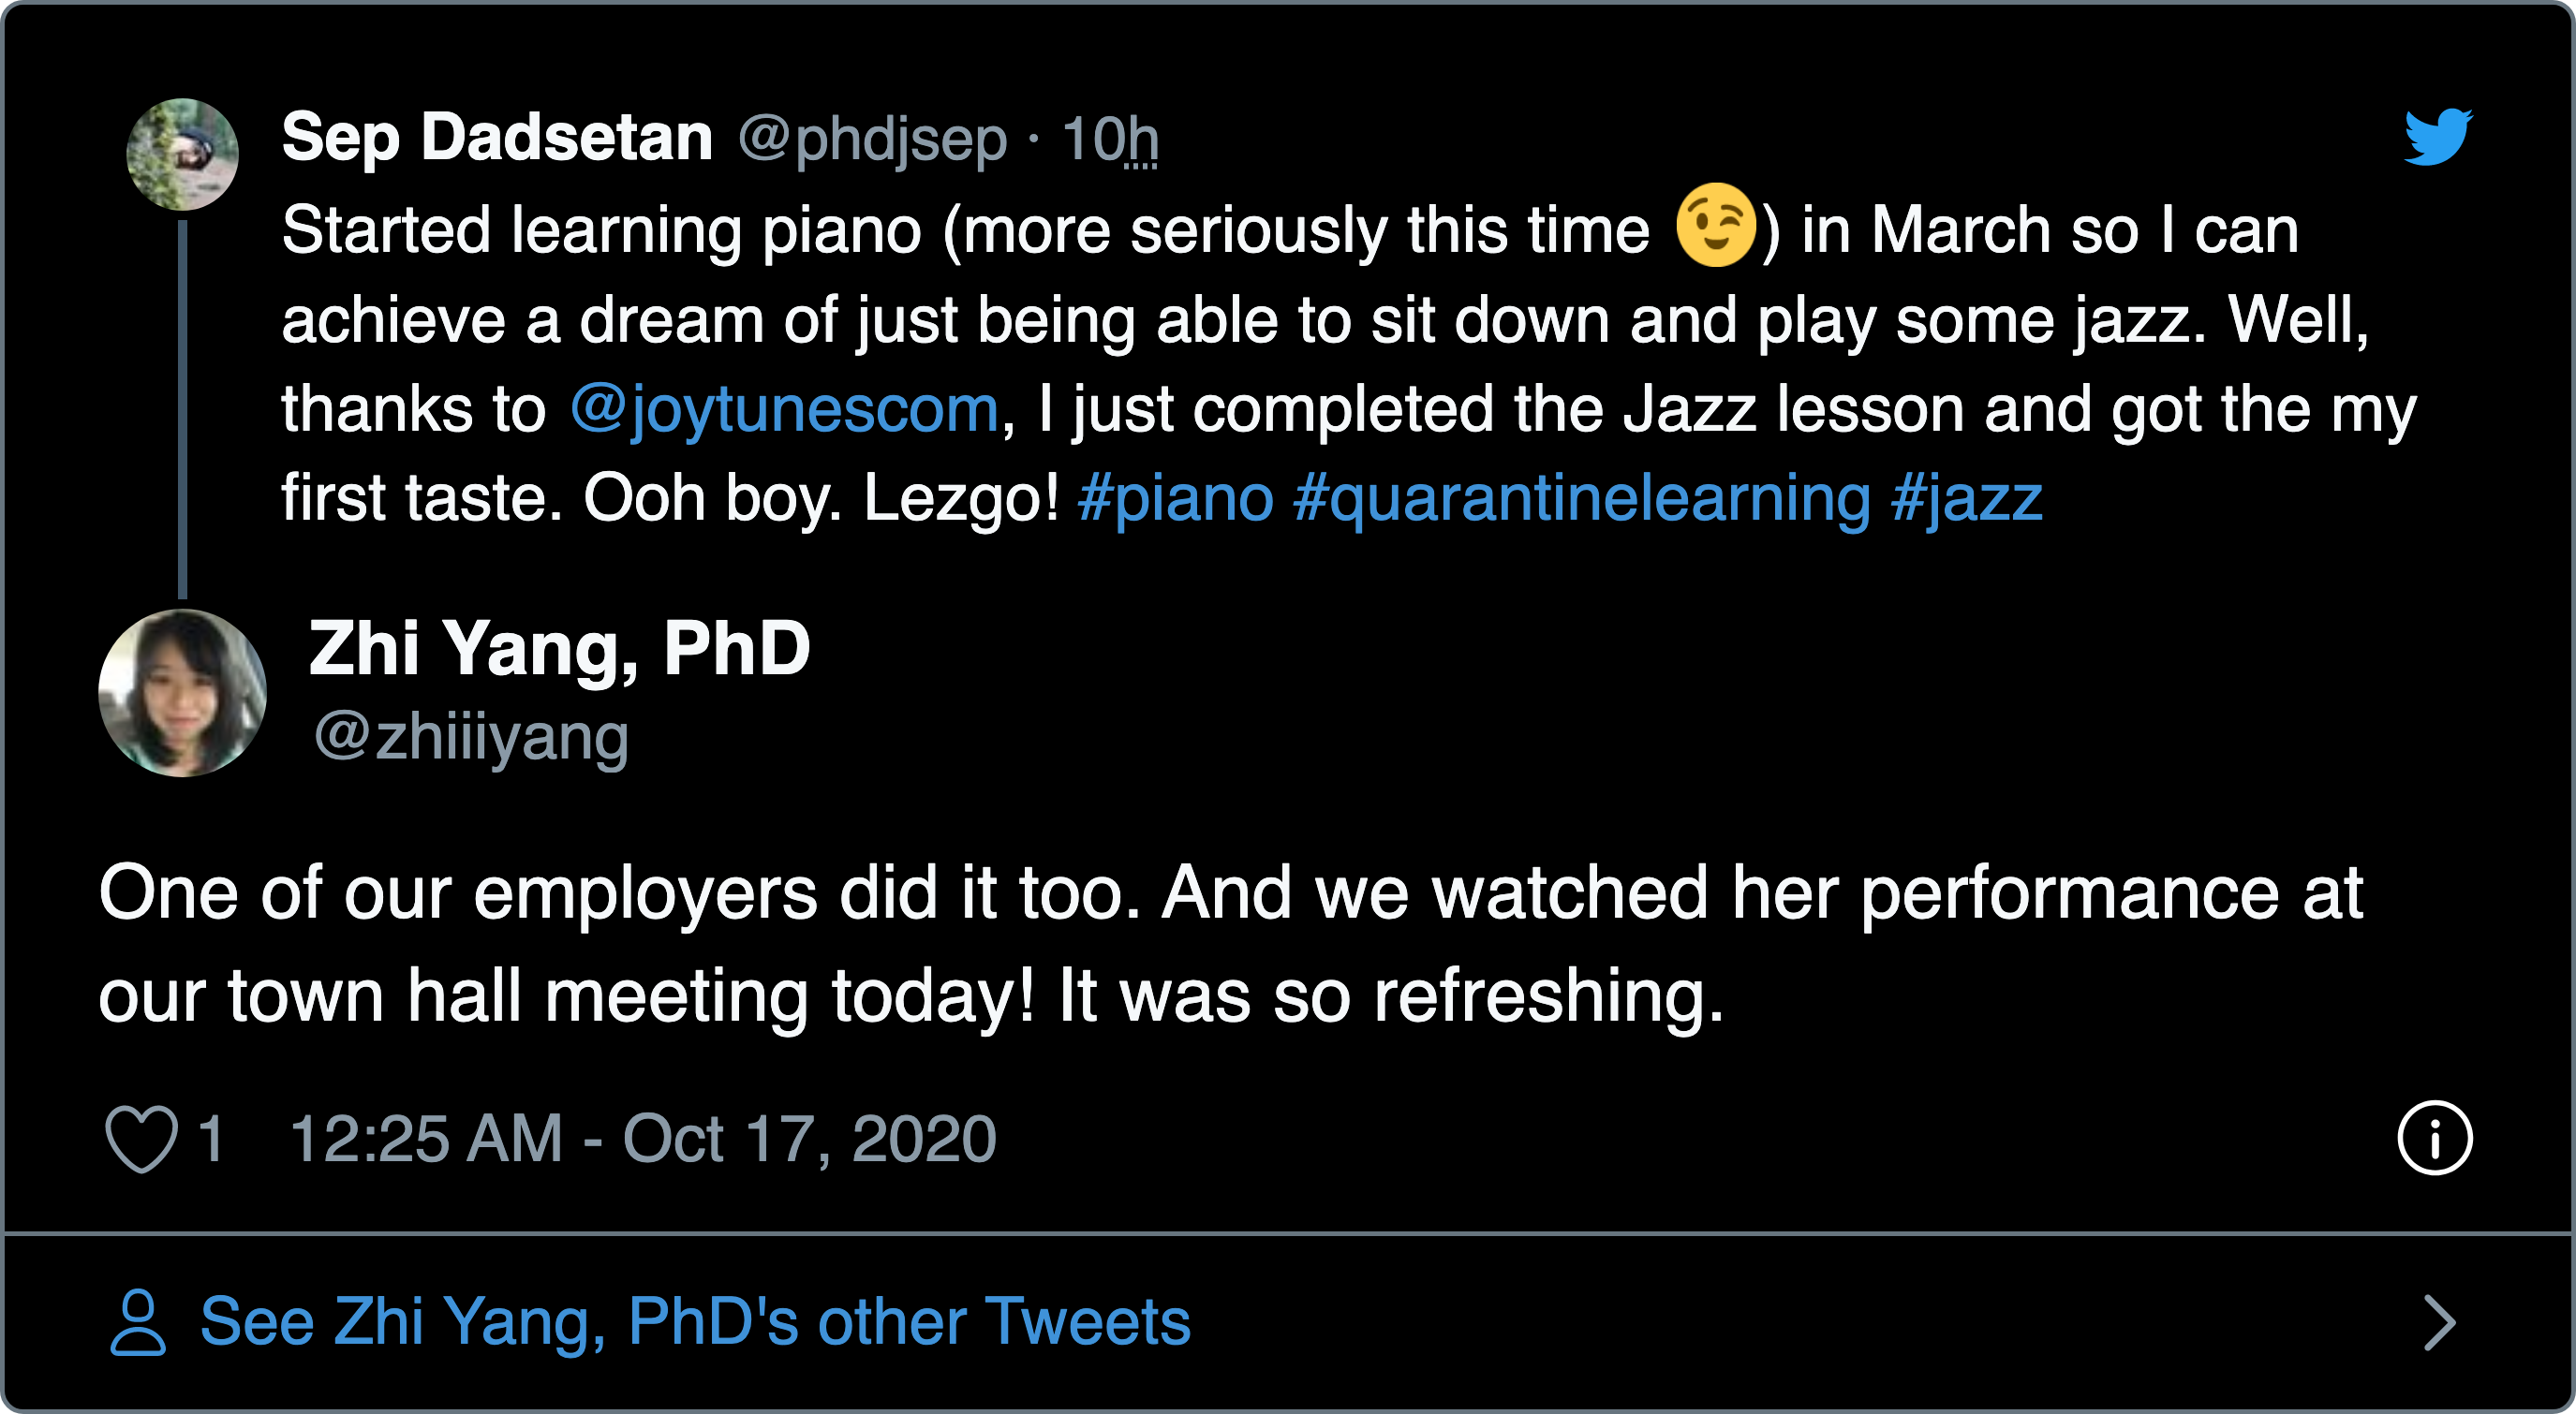 Sep Dadsetan @phdjsep · 10h
Started learning piano (more seriously this time 😉) in March so I can
achieve a dream of just being able to sit down and play some jazz. Well,
thanks to @joytunescom, I just completed the Jazz lesson and got the my
first taste. Ooh boy. Lezgo! #piano #quarantinelearning #jazz
Zhi Yang, PhD
@zhiiiyang
One of our employers did it too. And we watched her performance at
our town hall meeting today! It was so refreshing.
1 12:25 AM - Oct 17, 2020
See Zhi Yang, PhD's other Tweets